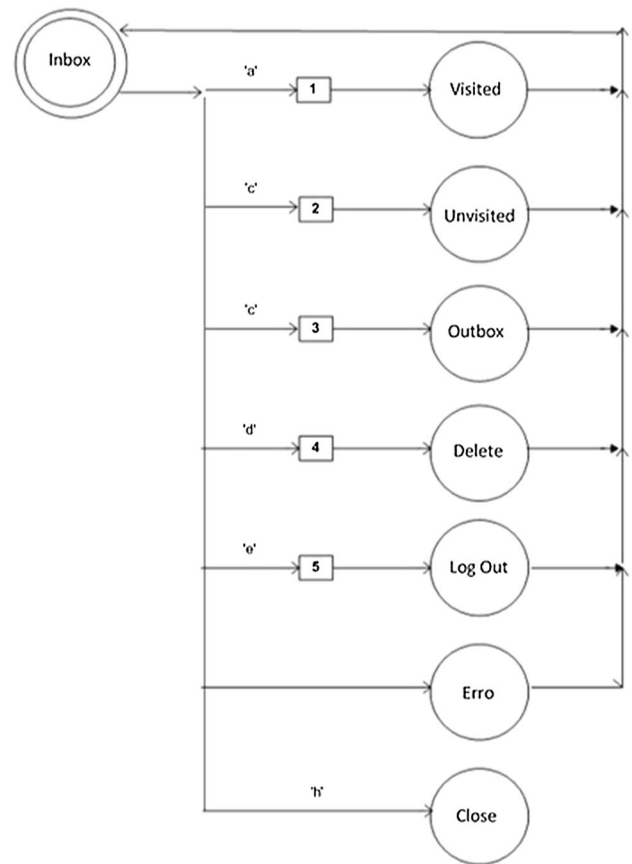 Inbox
'a'
1
Visited
'c'
2
Unvisited
'c'
3
Outbox
'd'
4
Delete
'e'
5
Log Out
Erro
'h'
Close